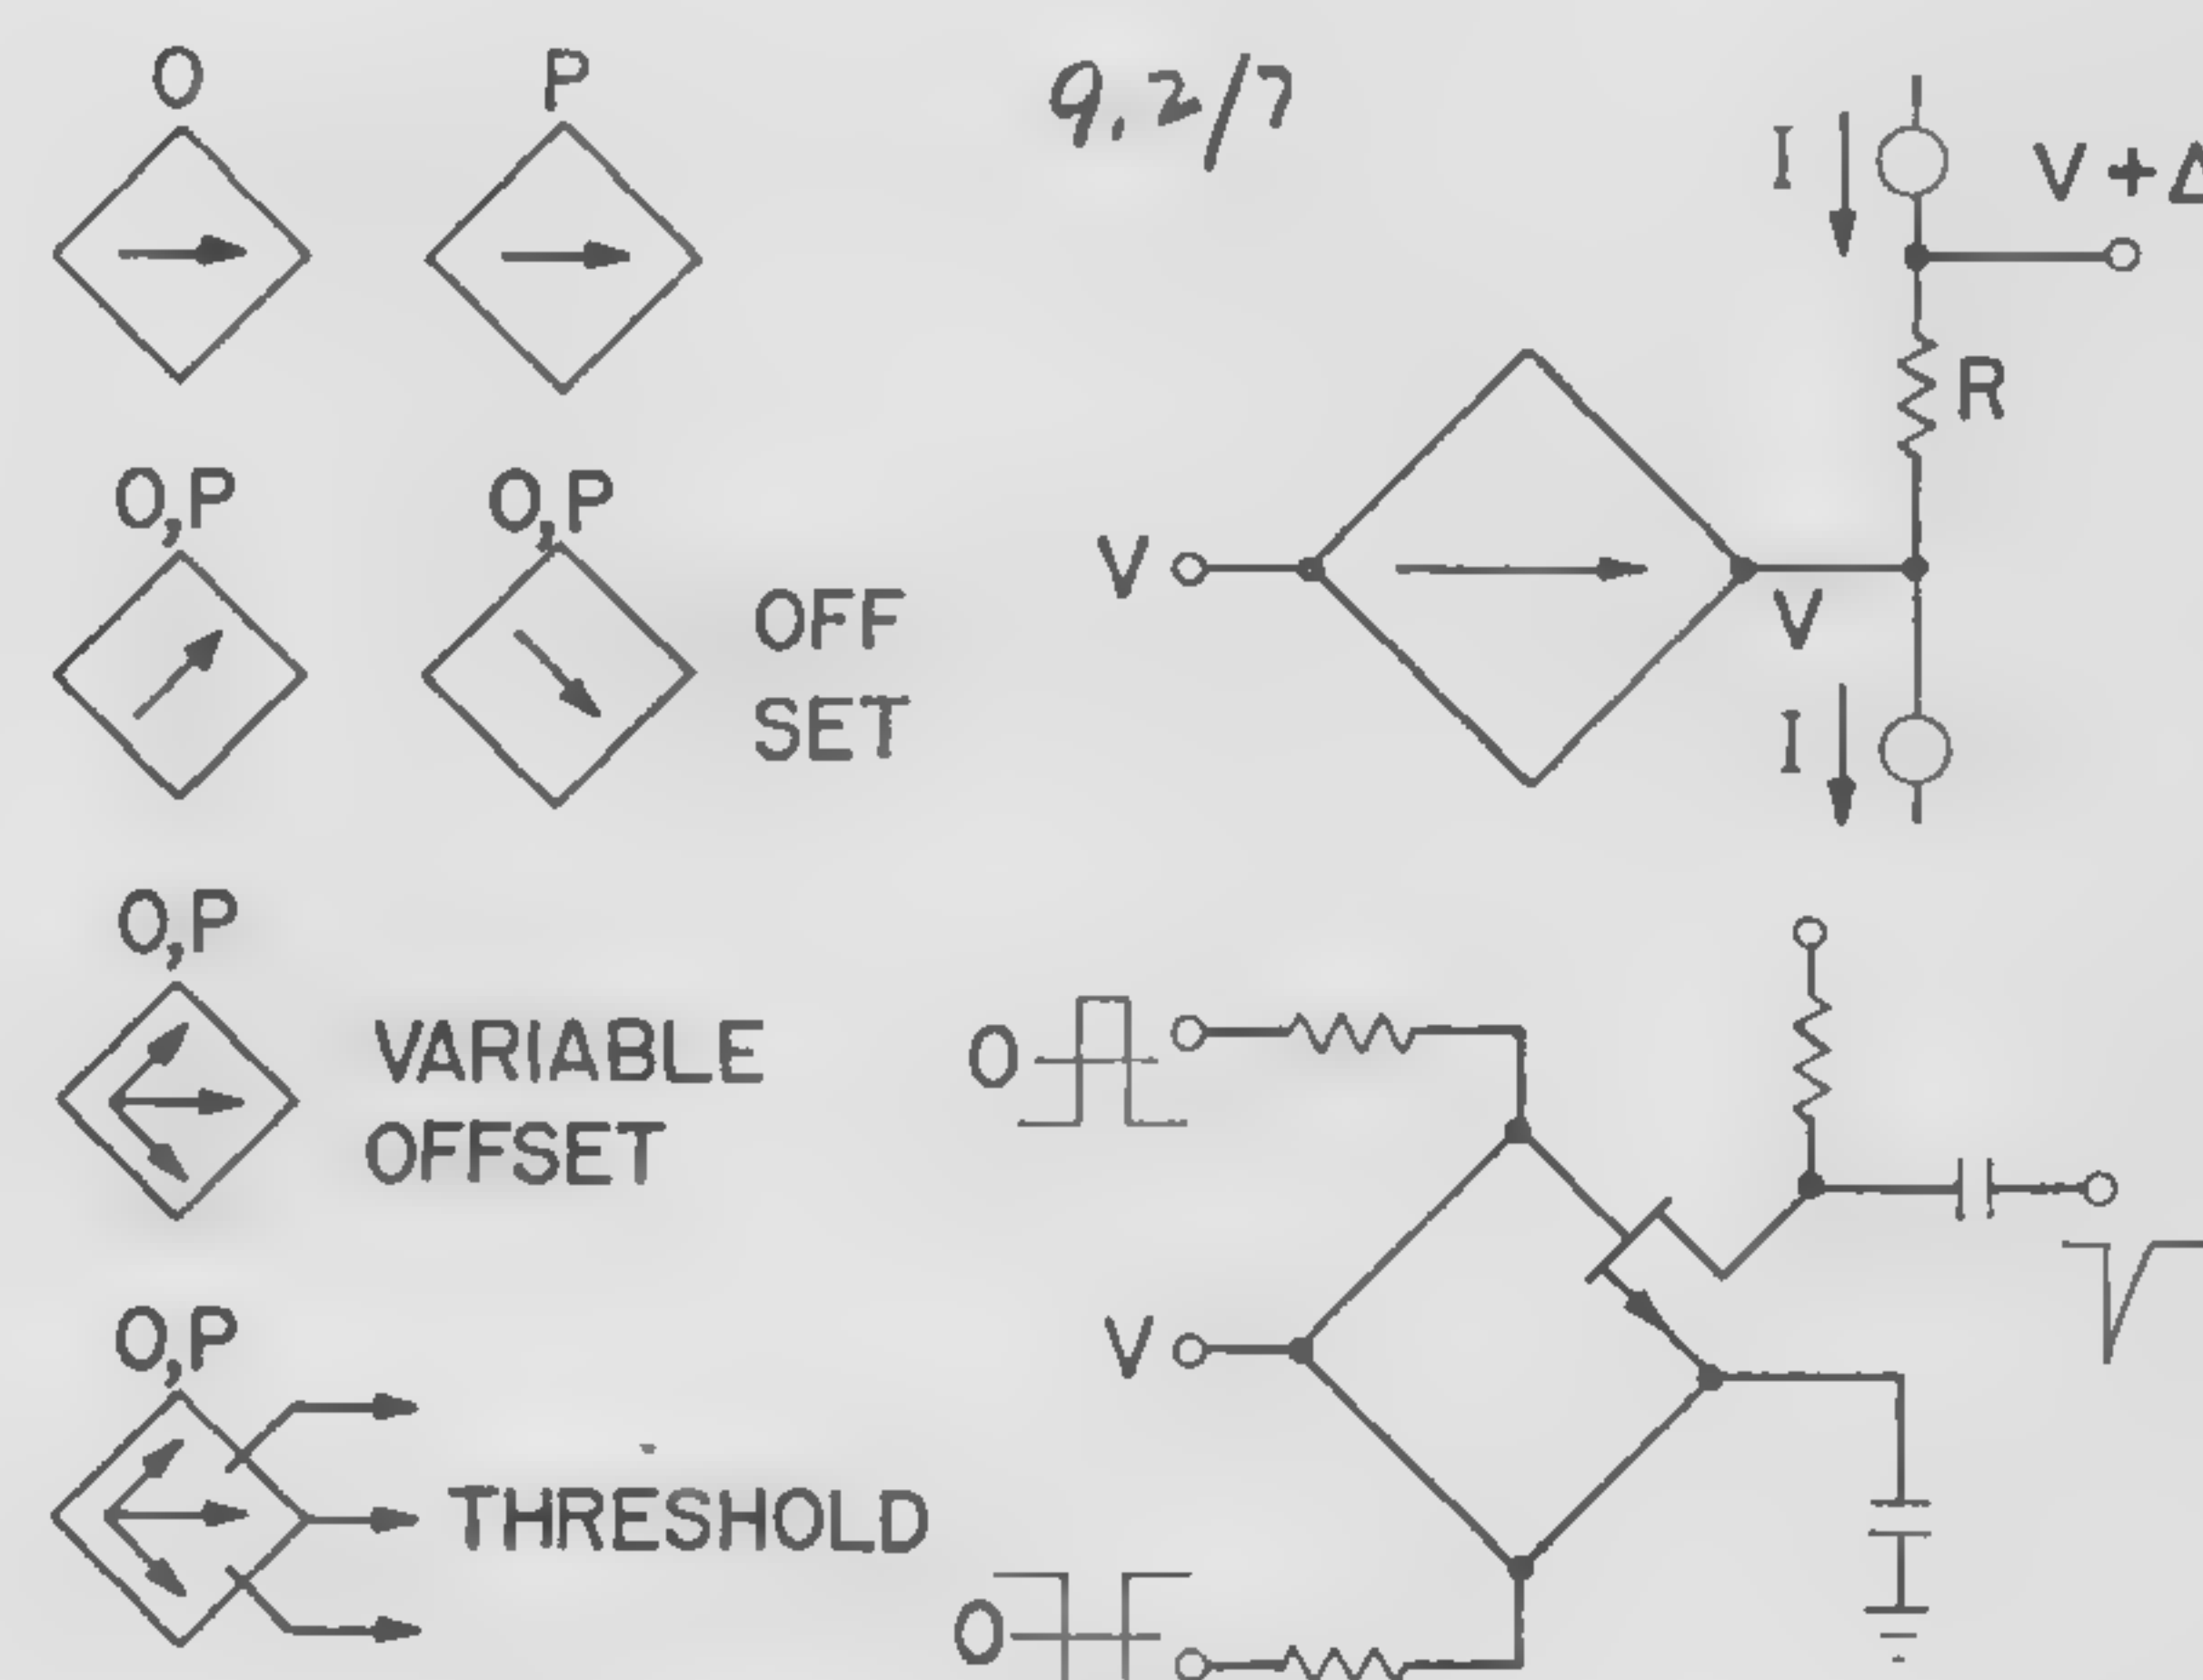 O
P
9.2/7
I
V + Δ
R
O,P
O,P
OFF
SET
V
V
I
O,P
VARIABLE
OFFSET
O
V
O,P
THRESHOLD
O